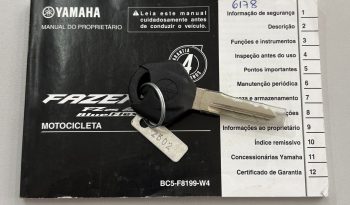 6178
YAMAHA
MANUAL DO PROPRIETÁRIO
Leia este manual
cuidadosamente antes
de conduzir o veículo.
GARANTIA
4
ANOS
FAZER
BlueFlex
MOTOCICLETA
BC5-F8199-W4
Informação de segurança 1
Descrição 2
Funções e instrumentos 3
Inspeção antes do uso 4
Pontos importantes 5
Manutenção periódica 6
e armazenamento 7
8
Informações ao proprietário 9
Índice remissivo 10
Concessionárias Yamaha 11
Certificado de Garantia 12